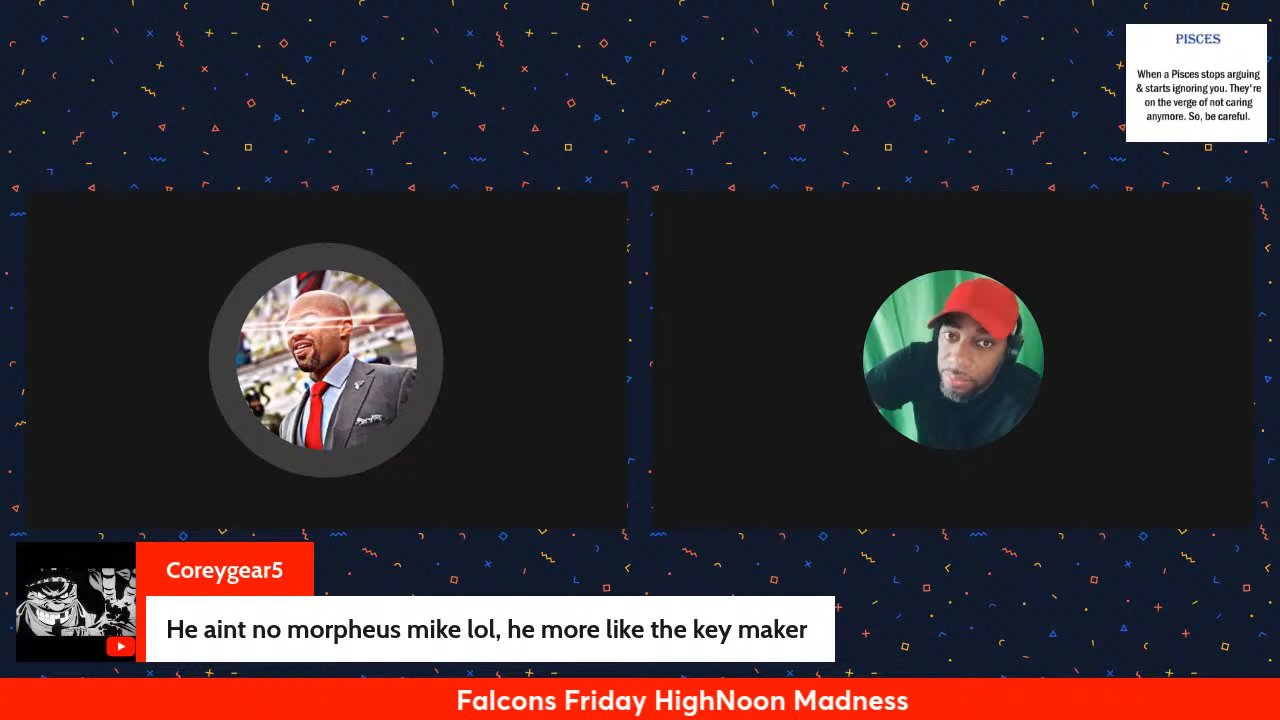 PISCES
When a Pisces stops arguing
& starts ignoring you. They're
on the verge of not caring
anymore. So, be careful.
Coreygear5
He aint no morpheus mike lol, he more like the key maker
Falcons Friday HighNoon Madness